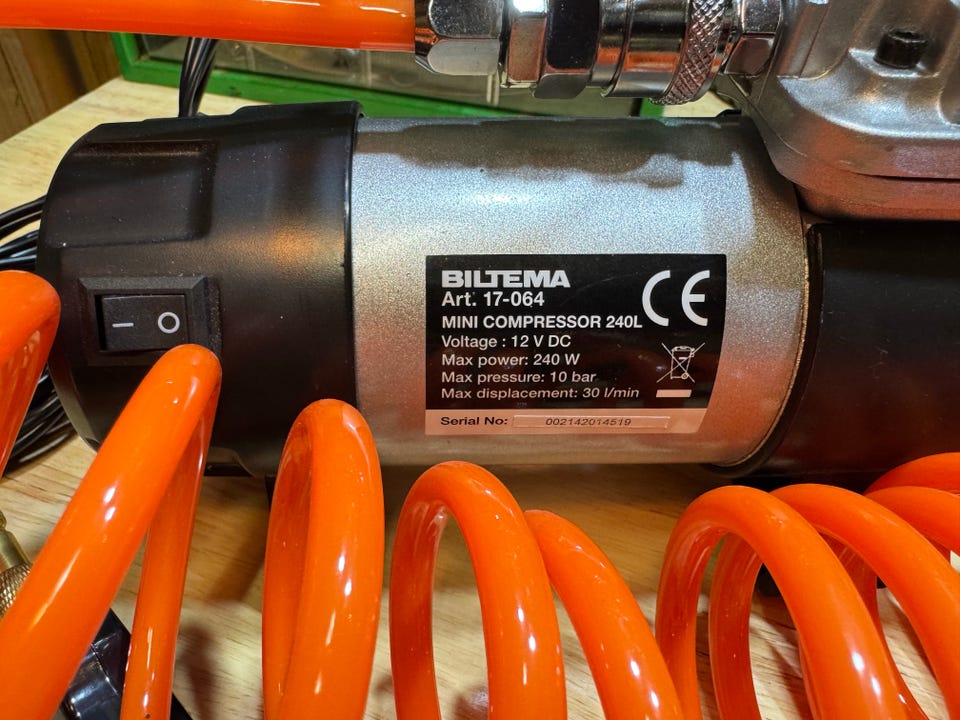 BILTEMA
Art. 17-064
MINI COMPRESSOR 240L
Voltage : 12 V DC
Max power: 240 W
Max pressure: 10 bar
Max displacement: 30 l/min
Serial No: 002142014519
CE
— O